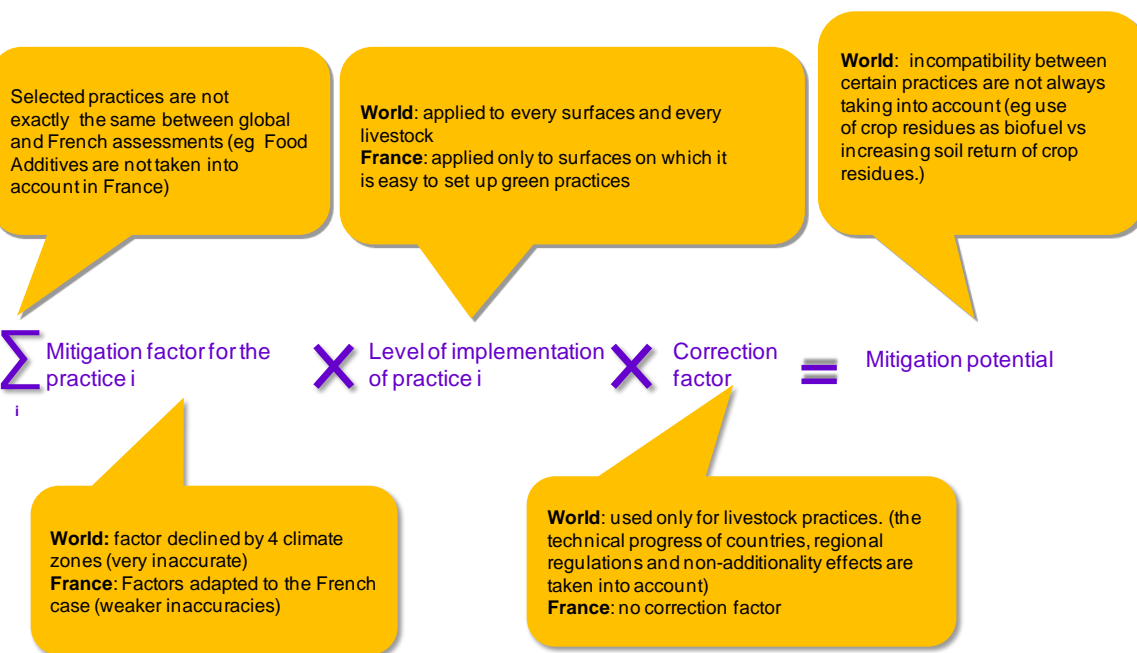 Selected practices are not
exactly the same between global
and French assessments (eg Food
Additives are not taken into
account in France)
World: applied to every surfaces and every
livestock
France: applied only to surfaces on which it
is easy to set up green practices
World: incompatibility between
certain practices are not always
taking into account (eg use
of crop residues as biofuel vs
increasing soil return of crop
residues.)
∑ i
Mitigation factor for the
practice i
×
Level of implementation
of practice i
×
Correction
factor
=
Mitigation potential
World: factor declined by 4 climate
zones (very inaccurate)
France: Factors adapted to the French
case (weaker inaccuracies)
World: used only for livestock practices. (the
technical progress of countries, regional
regulations and non-additionality effects are
taken into account)
France: no correction factor